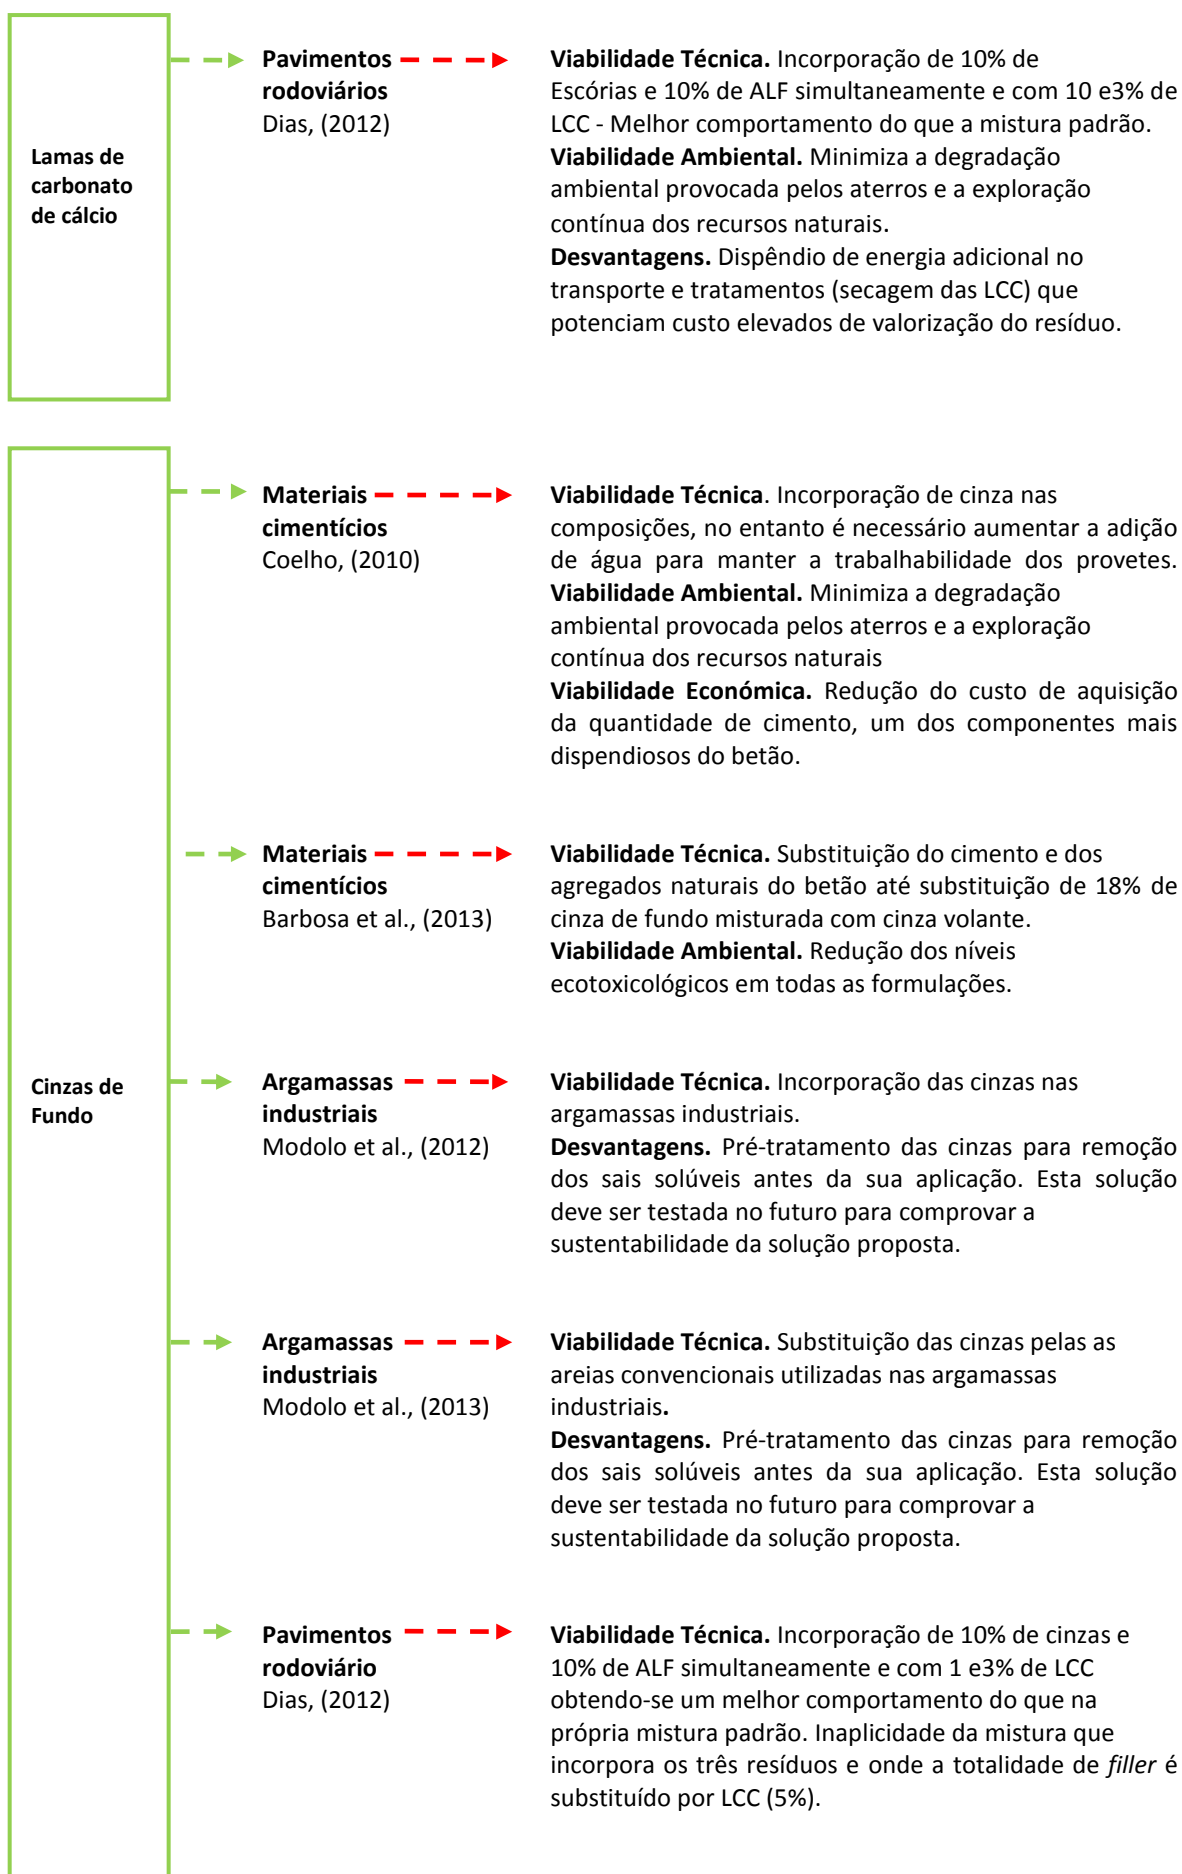 Lamas de
carbonato
de cálcio
Pavimentos
rodoviários
Dias, (2012)
Viabilidade Técnica. Incorporação de 10% de
Escórias e 10% de ALF simultaneamente e com 10 e3% de
LCC - Melhor comportamento do que a mistura padrão.
Viabilidade Ambiental. Minimiza a degradação
ambiental provocada pelos aterros e a exploração
contínua dos recursos naturais.
Desvantagens. Dispêndio de energia adicional no
transporte e tratamentos (secagem das LCC) que
potenciam custo elevados de valorização do resíduo.
Cinzas de
Fundo
Materiais
cimentícios
Coelho, (2010)
Viabilidade Técnica. Incorporação de cinza nas
composições, no entanto é necessário aumentar a adição
de água para manter a trabalhabilidade dos provetes.
Viabilidade Ambiental. Minimiza a degradação
ambiental provocada pelos aterros e a exploração
contínua dos recursos naturais
Viabilidade Económica. Redução do custo de aquisição
da quantidade de cimento, um dos componentes mais
dispendiosos do betão.
Materiais
cimentícios
Barbosa et al., (2013)
Viabilidade Técnica. Substituição do cimento e dos
agregados naturais do betão até substituição de 18% de
cinza de fundo misturada com cinza volante.
Viabilidade Ambiental. Redução dos níveis
ecotoxicológicos em todas as formulações.
Argamassas
industriais
Modolo et al., (2012)
Viabilidade Técnica. Incorporação das cinzas nas
argamassas industriais.
Desvantagens. Pré-tratamento das cinzas para remoção
dos sais solúveis antes da sua aplicação. Esta solução
deve ser testada no futuro para comprovar a
sustentabilidade da solução proposta.
Argamassas
industriais
Modolo et al., (2013)
Viabilidade Técnica. Substituição das cinzas pelas as
areias convencionais utilizadas nas argamassas
industriais.
Desvantagens. Pré-tratamento das cinzas para remoção
dos sais solúveis antes da sua aplicação. Esta solução
deve ser testada no futuro para comprovar a
sustentabilidade da solução proposta.
Pavimentos
rodoviário
Dias, (2012)
Viabilidade Técnica. Incorporação de 10% de cinzas e
10% de ALF simultaneamente e com 1 e3% de LCC
obtendo-se um melhor comportamento do que na
própria mistura padrão. Inaplicidade da mistura que
incorpora os três resíduos e onde a totalidade de filler é
substituído por LCC (5%).